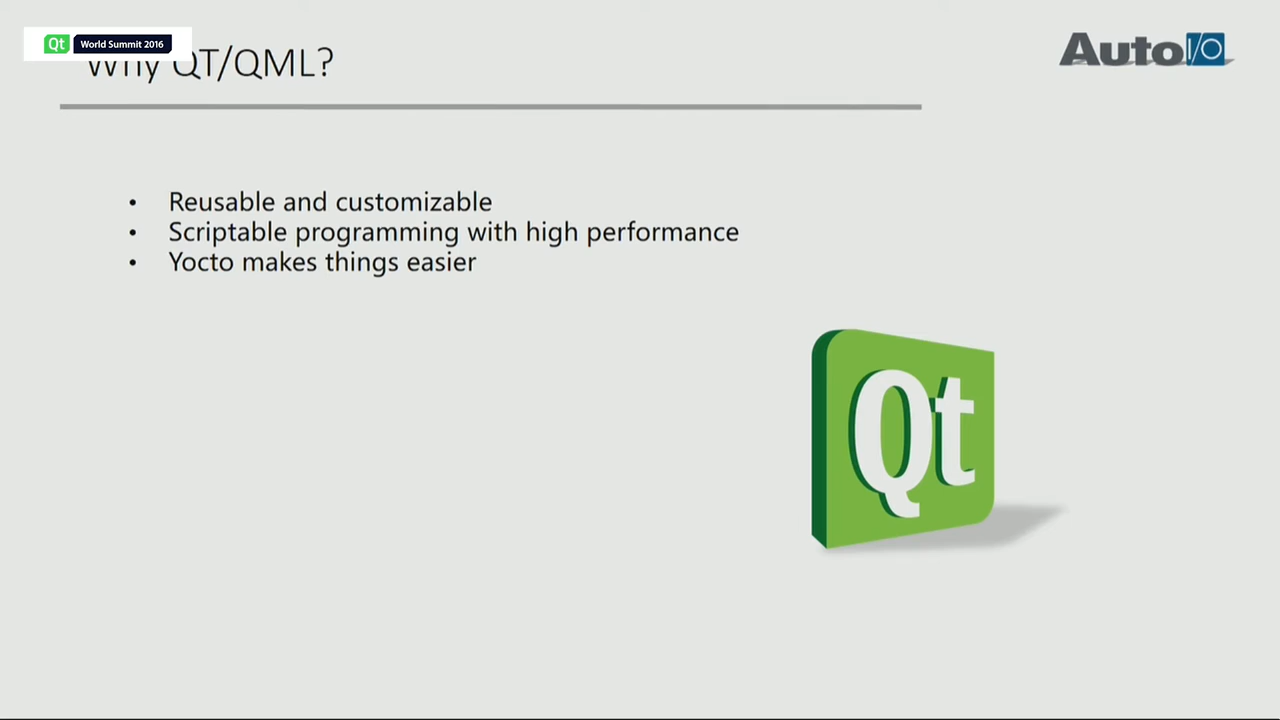 Qt World Summit 2016
Why QT/QML?
Auto I/O
• Reusable and customizable
• Scriptable programming with high performance
• Yocto makes things easier
Qt